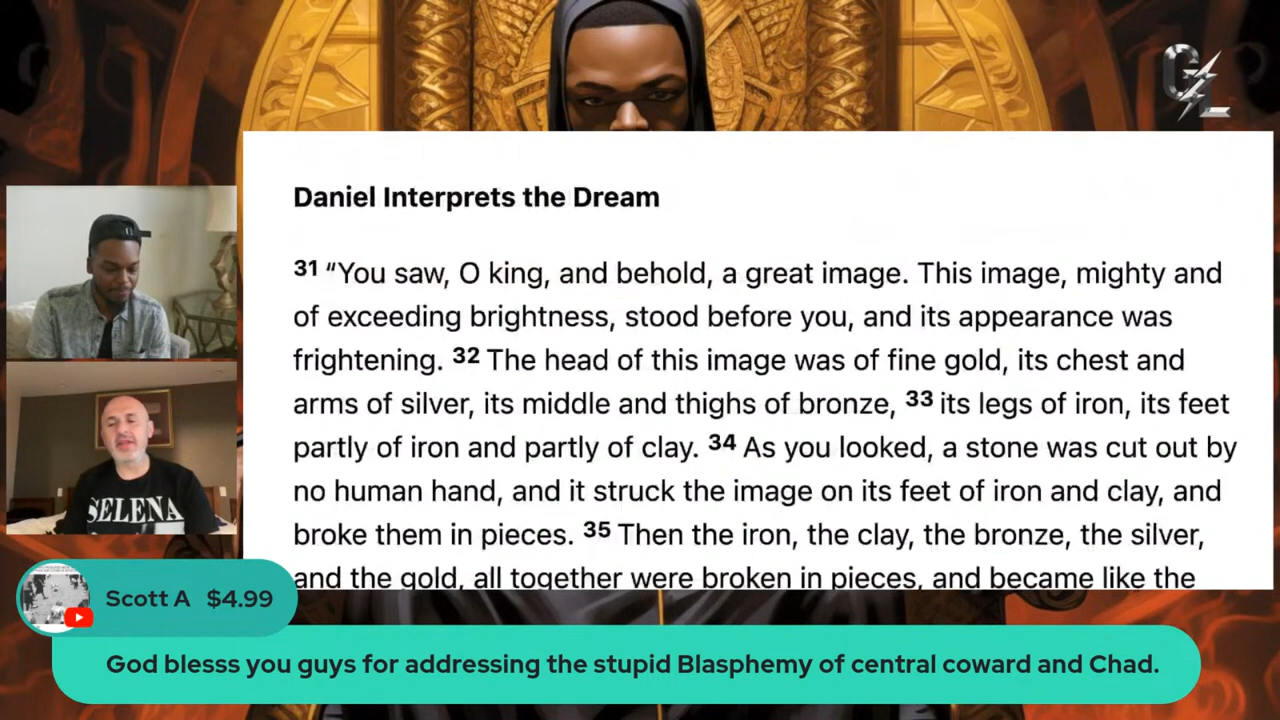 GL
Daniel Interprets the Dream
31 “You saw, O king, and behold, a great image. This image, mighty and
of exceeding brightness, stood before you, and its appearance was
frightening. 32 The head of this image was of fine gold, its chest and
arms of silver, its middle and thighs of bronze, 33 its legs of iron, its feet
partly of iron and partly of clay. 34 As you looked, a stone was cut out by
no human hand, and it struck the image on its feet of iron and clay, and
broke them in pieces. 35 Then the iron, the clay, the bronze, the silver,
and the gold, all together were broken in pieces, and became like the
SELENA
Scott A $4.99
God blesss you guys for addressing the stupid Blasphemy of central coward and Chad.